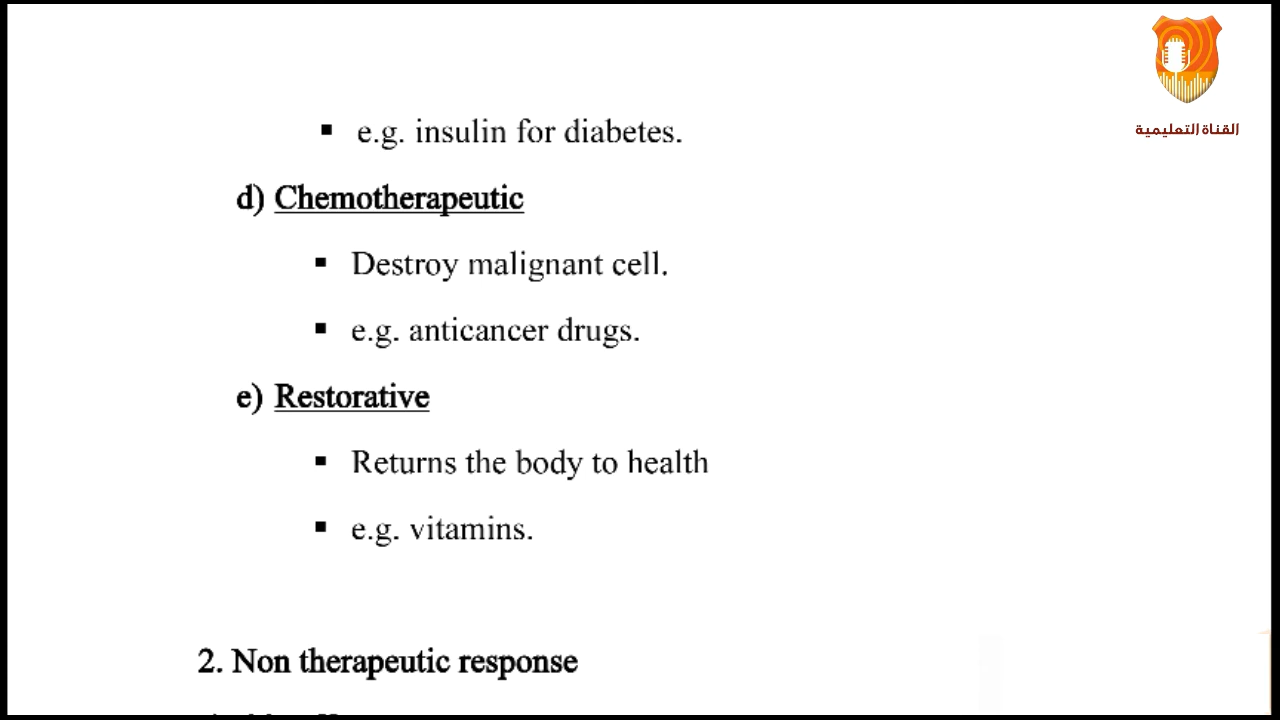 القناة التعليمية
▪ e.g. insulin for diabetes.
d) Chemotherapeutic
▪ Destroy malignant cell.
▪ e.g. anticancer drugs.
e) Restorative
▪ Returns the body to health
▪ e.g. vitamins.
2. Non therapeutic response